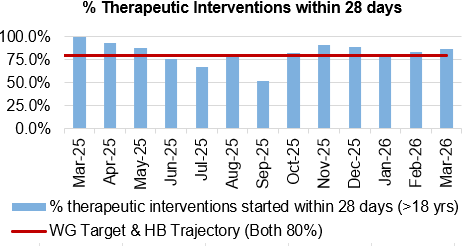 % Therapeutic Interventions within 28 days
100.0%
75.0%
50.0%
25.0%
0.0%
Mar-25
Apr-25
May-25
Jun-25
Jul-25
Aug-25
Sep-25
Oct-25
Nov-25
Dec-25
Jan-26
Feb-26
Mar-26
% therapeutic interventions started within 28 days (>18 yrs)
WG Target & HB Trajectory (Both 80%)